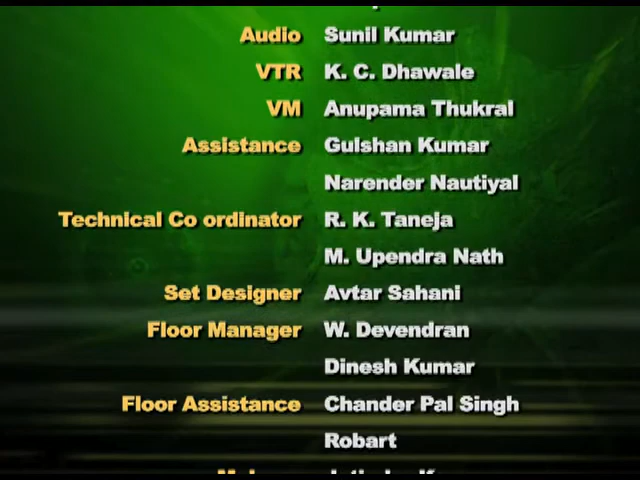 Audio Sunil Kumar
VTR K. C. Dhawale
VM Anupama Thukral
Assistance Gulshan Kumar
Narender Nautiyal
Technical Co ordinator R. K. Taneja
M. Upendra Nath
Set Designer Avtar Sahani
Floor Manager W. Devendran
Dinesh Kumar
Floor Assistance Chander Pal Singh
Robart